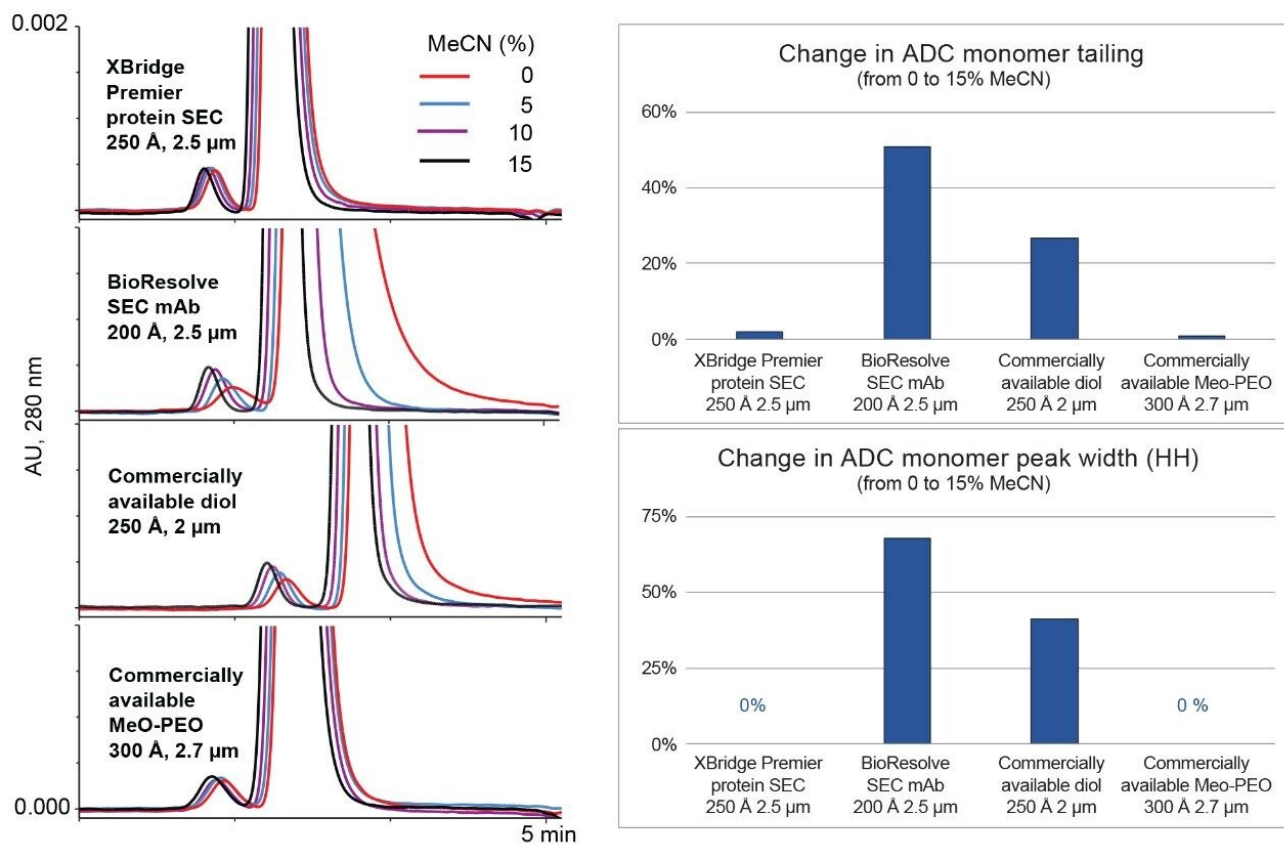 0.002
AU, 280 nm
0.000
5 min
XBridge
Premier
protein SEC
250 Å, 2.5 µm
MeCN (%)
0
5
10
15
BioResolve
SEC mAb
200 Å, 2.5 µm
Commercially
available diol
250 Å, 2 µm
Commercially
available
MeO-PEO
300 Å, 2.7 µm
Change in ADC monomer tailing
(from 0 to 15% MeCN)
60%
40%
20%
0%
XBridge Premier
protein SEC
250 Å 2.5 µm
BioResolve
SEC mAb
200 Å 2.5 µm
Commercially
available diol
250 Å 2 µm
Commercially
available Meo-PEO
300 Å 2.7 µm
Change in ADC monomer peak width (HH)
(from 0 to 15% MeCN)
75%
50%
25%
0%
0%
0 %
XBridge Premier
protein SEC
250 Å 2.5 µm
BioResolve
SEC mAb
200 Å 2.5 µm
Commercially
available diol
250 Å 2 µm
Commercially
available Meo-PEO
300 Å 2.7 µm